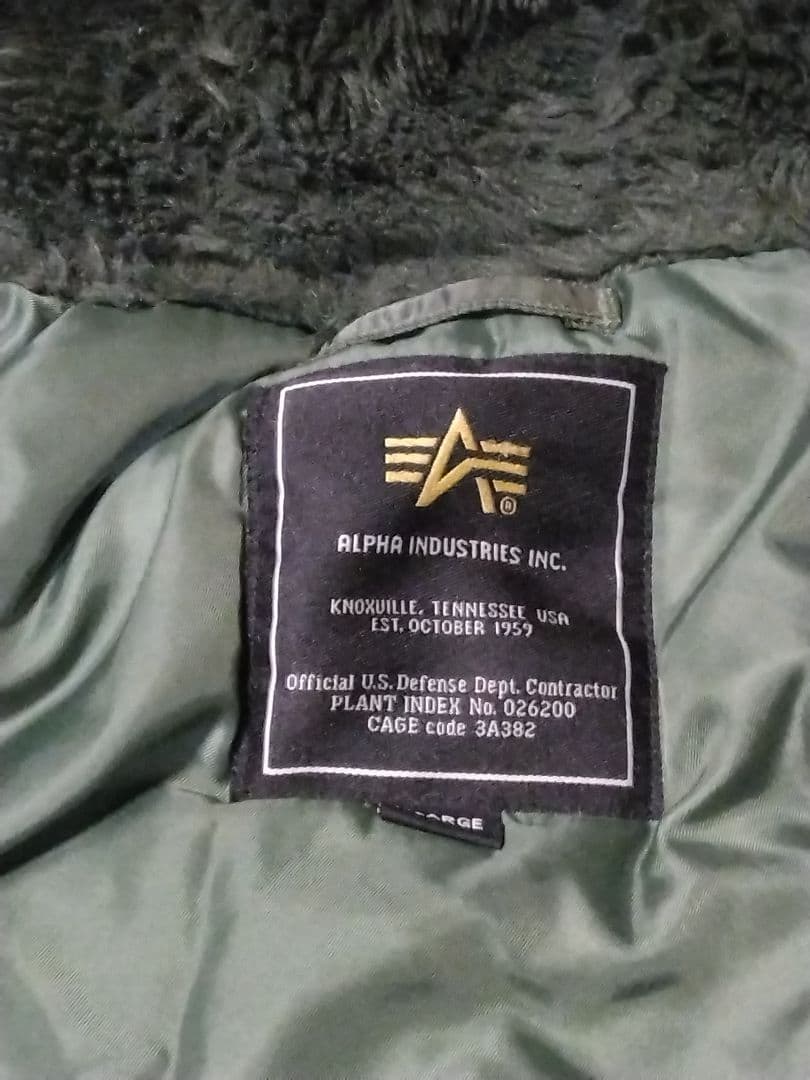 ALPHA INDUSTRIES INC.
KNOXVILLE, TENNESSEE, USA
EST. OCTOBER 1959
Official U.S. Defense Dept. Contractor
PLANT INDEX No. 026200
CAGE code 3A382